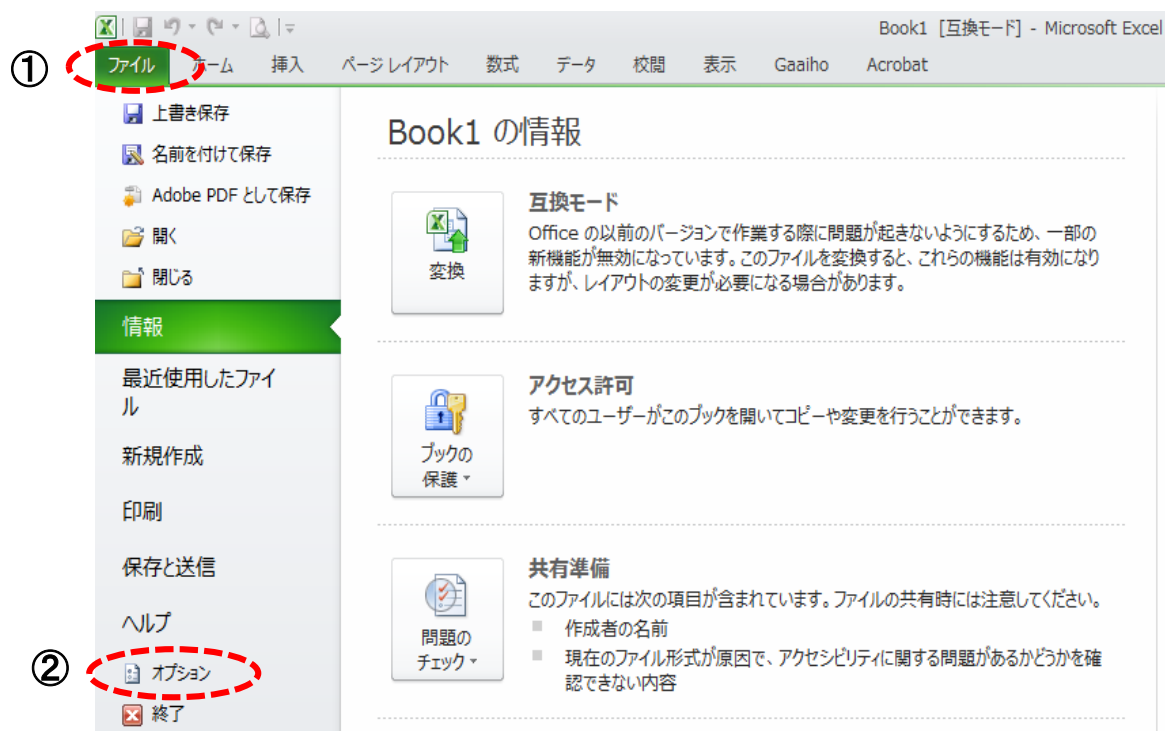 Book1 [互換モード] - Microsoft Excel
① ファイル ホーム 挿入 ページ レイアウト 数式 データ 校閲 表示 Gaaiho Acrobat
上書き保存
名前を付けて保存
Adobe PDF として保存
開く
閉じる
情報
最近使用したファイ
ル
新規作成
印刷
保存と送信
ヘルプ
② オプション
終了
Book1 の情報
変換
互換モード
Office の以前のバージョンで作業する際に問題が起きないようにするため、一部の
新機能が無効になっています。このファイルを変換すると、これらの機能は有効になり
ますが、レイアウトの変更が必要になる場合があります。
ブックの
保護
アクセス許可
すべてのユーザーがこのブックを開いてコピーや変更を行うことができます。
問題の
チェック
共有準備
このファイルには次の項目が含まれています。ファイルの共有時には注意してください。
作成者の名前
現在のファイル形式が原因で、アクセシビリティに関する問題があるかどうかを確
認できない内容